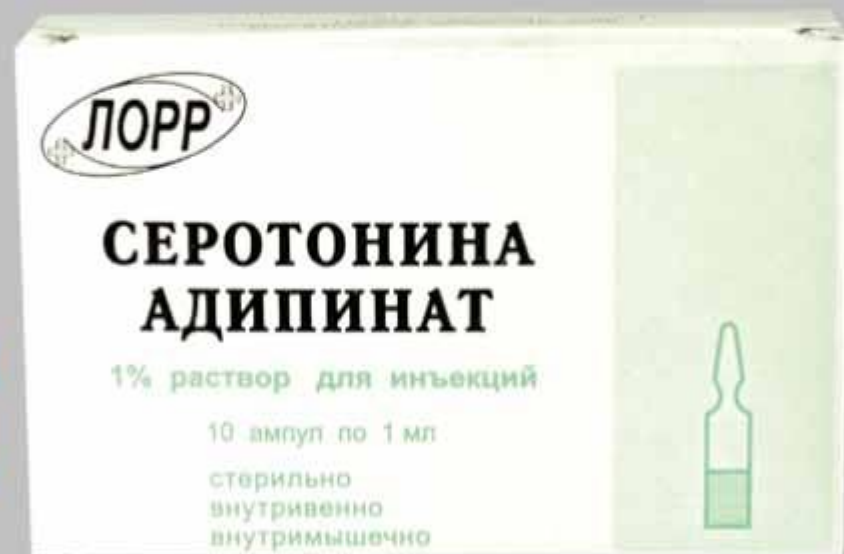 ЛОРР
СЕРОТОНИНА
АДИПИНАТ
1% раствор для инъекций
10 ампул по 1 мл
стерильно
внутривенно
внутримышечно